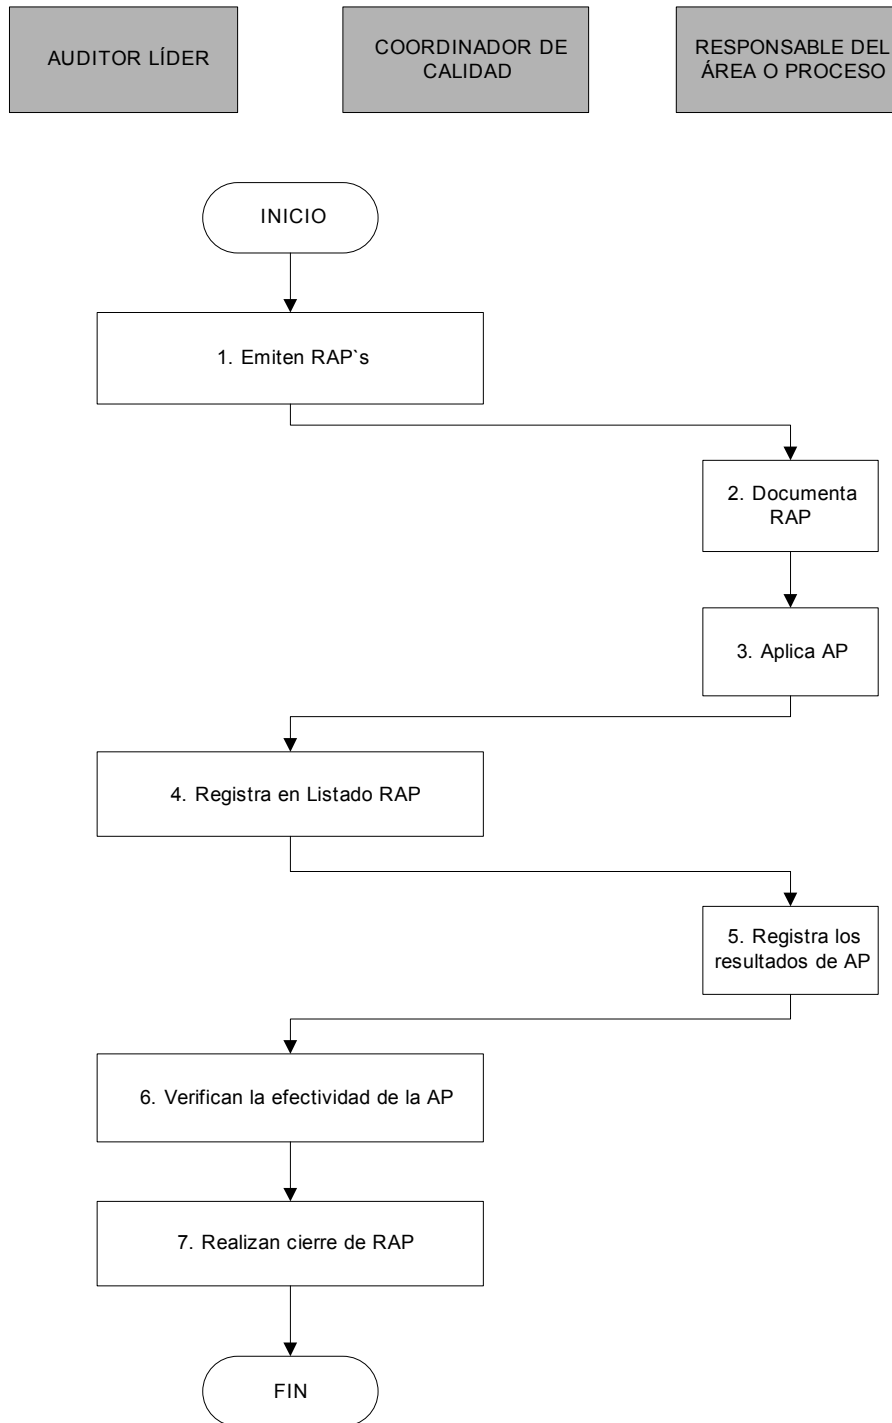 AUDITOR LÍDER
COORDINADOR DE
CALIDAD
RESPONSABLE DEL
ÁREA O PROCESO
INICIO
1. Emiten RAP`s
2. Documenta
RAP
3. Aplica AP
4. Registra en Listado RAP
5. Registra los
resultados de AP
6. Verifican la efectividad de la AP
7. Realizan cierre de RAP
FIN